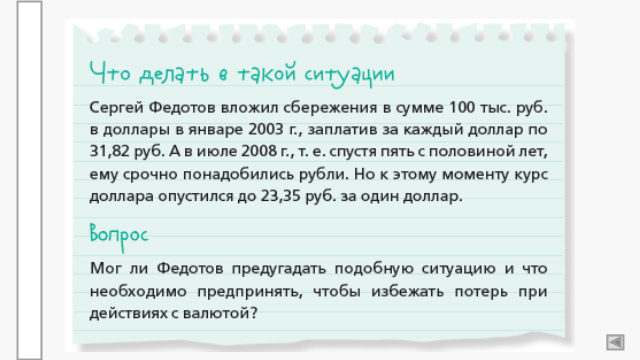 Что делать в такой ситуации
Сергей Федотов вложил сбережения в сумме 100 тыс. руб.
в доллары в январе 2003 г., заплатив за каждый доллар по
31,82 руб. А в июле 2008 г., т. е. спустя пять с половиной лет,
ему срочно понадобились рубли. Но к этому моменту курс
доллара опустился до 23,35 руб. за один доллар.
Вопрос
Мог ли Федотов предугадать подобную ситуацию и что
необходимо предпринять, чтобы избежать потерь при
действиях с валютой?